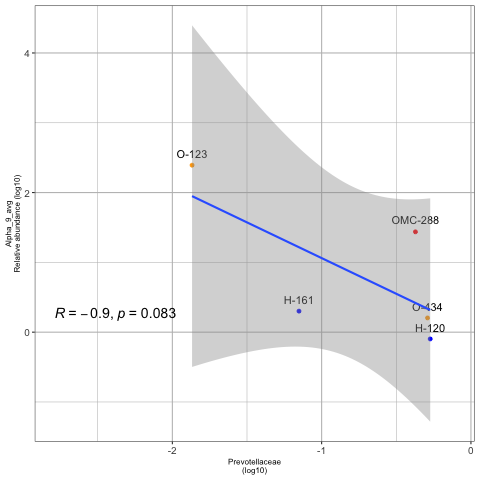 4
2
0
O-123
OMC-288
H-161
O-434
H-120
R = −0.9, p = 0.083
-2
-1
0
Alpha_9_avg
Relative abundance (log10)
Prevotellaceae
(log10)